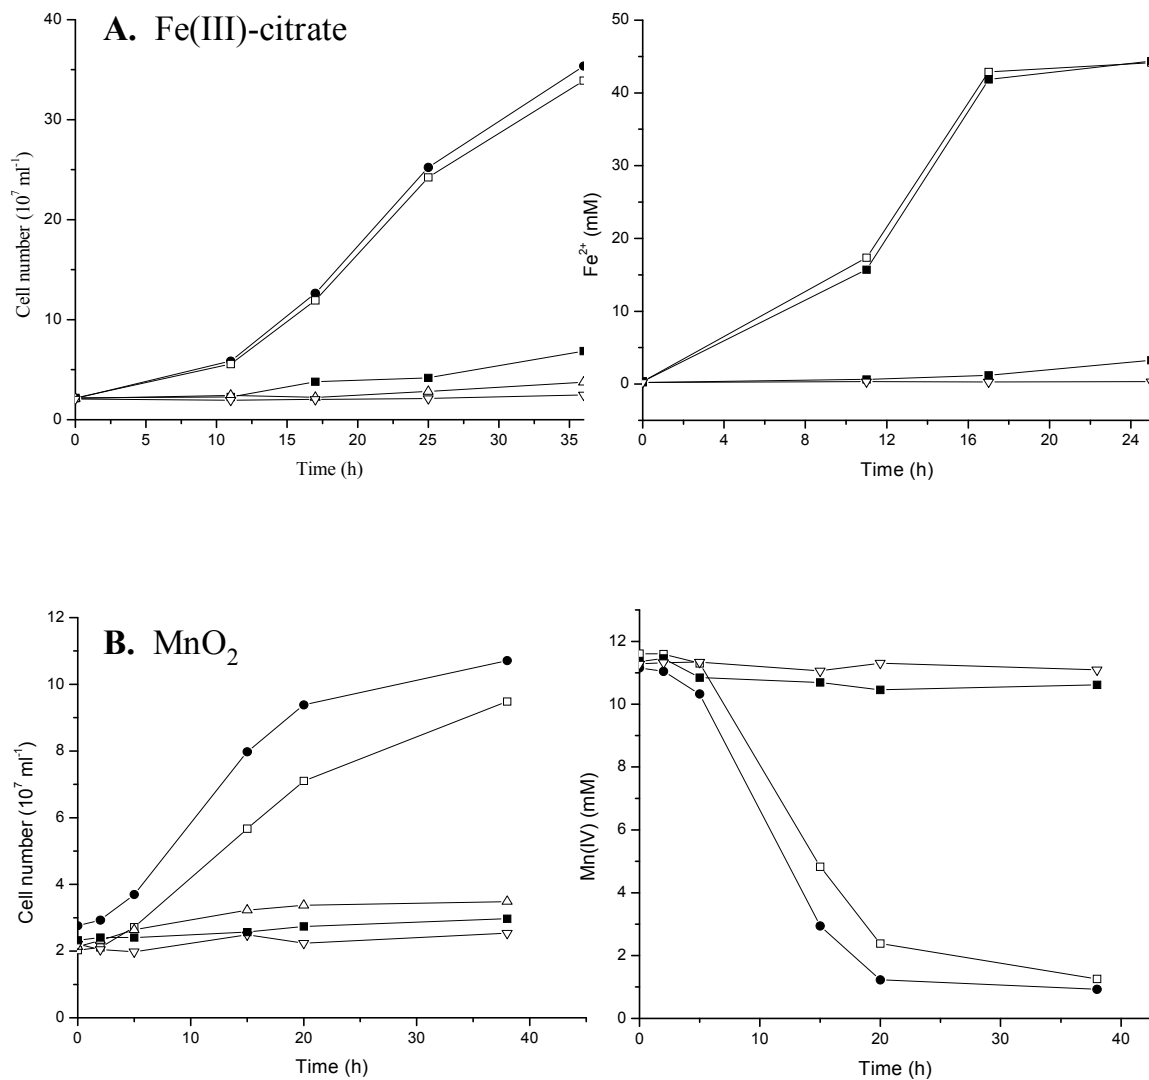 A. Fe(III)-citrate
40
30
20
10
0
Cell number (10⁷ ml⁻¹)
0 5 10 15 20 25 30 35
Time (h)
50
40
30
20
10
0
Fe²⁺ (mM)
0 4 8 12 16 20 24
Time (h)
B. MnO₂
12
10
8
6
4
2
0
Cell number (10⁷ ml⁻¹)
0 10 20 30 40
Time (h)
12
10
8
6
4
2
0
Mn(IV) (mM)
0 10 20 30 40
Time (h)